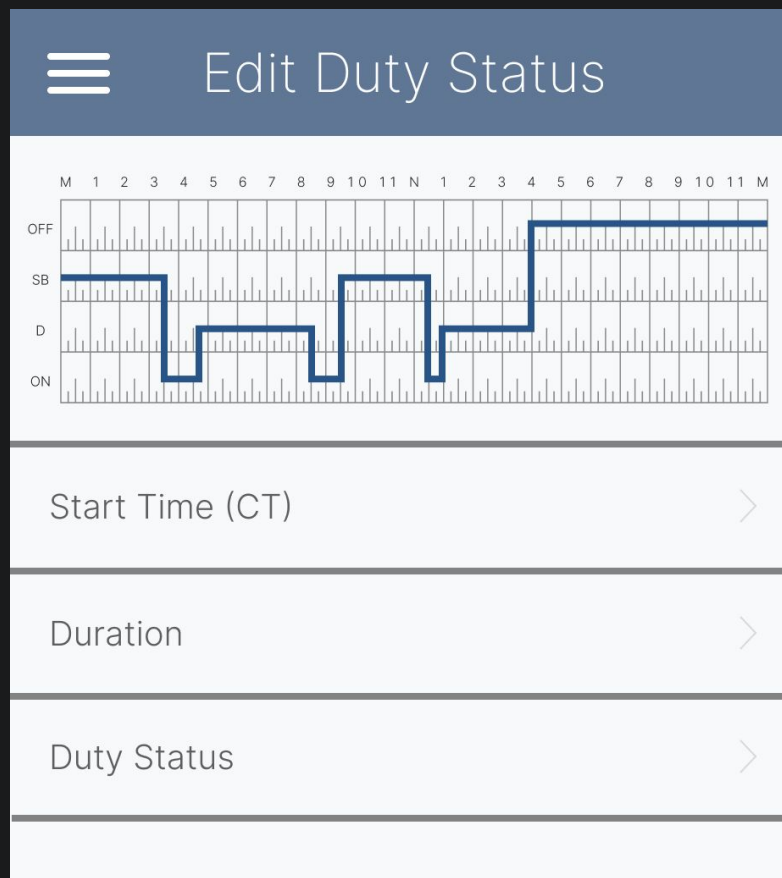 Edit Duty Status
M 1 2 3 4 5 6 7 8 9 10 11 N 1 2 3 4 5 6 7 8 9 10 11 M
OFF
SB
D
ON
Start Time (CT)
Duration
Duty Status